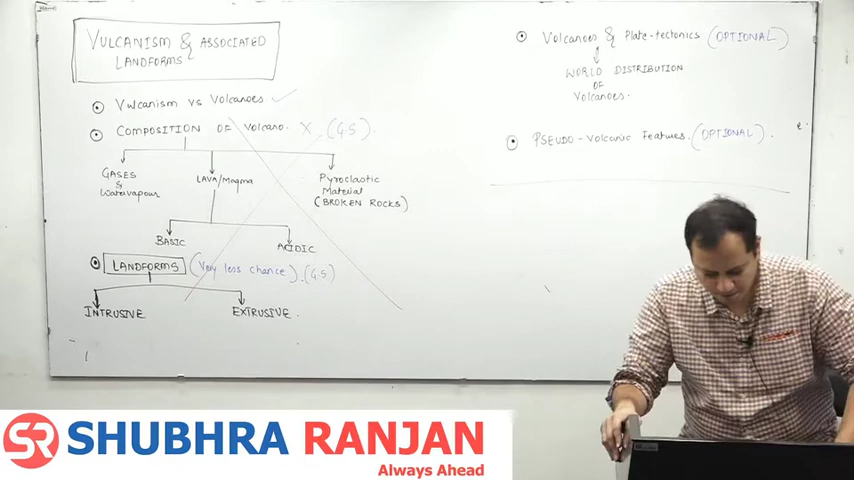 VULCANISM & ASSOCIATED
LANDFORMS
Vulcanism vs Volcanoes
COMPOSITION OF Volcano. X (G.S).
GASES
&
Watervapour
LAVA/Magma
Pyroclastic
Material
(BROKEN ROCKS)
BASIC
ACIDIC
LANDFORMS (Very less chance). (G.S)
INTRUSIVE
EXTRUSIVE
Volcanoes & Plate-tectonics (OPTIONAL)
WORLD DISTRIBUTION
OF
Volcanoes.
PSEUDO-Volcanic Features. (OPTIONAL).
SR SHUBHRA RANJAN
Always Ahead